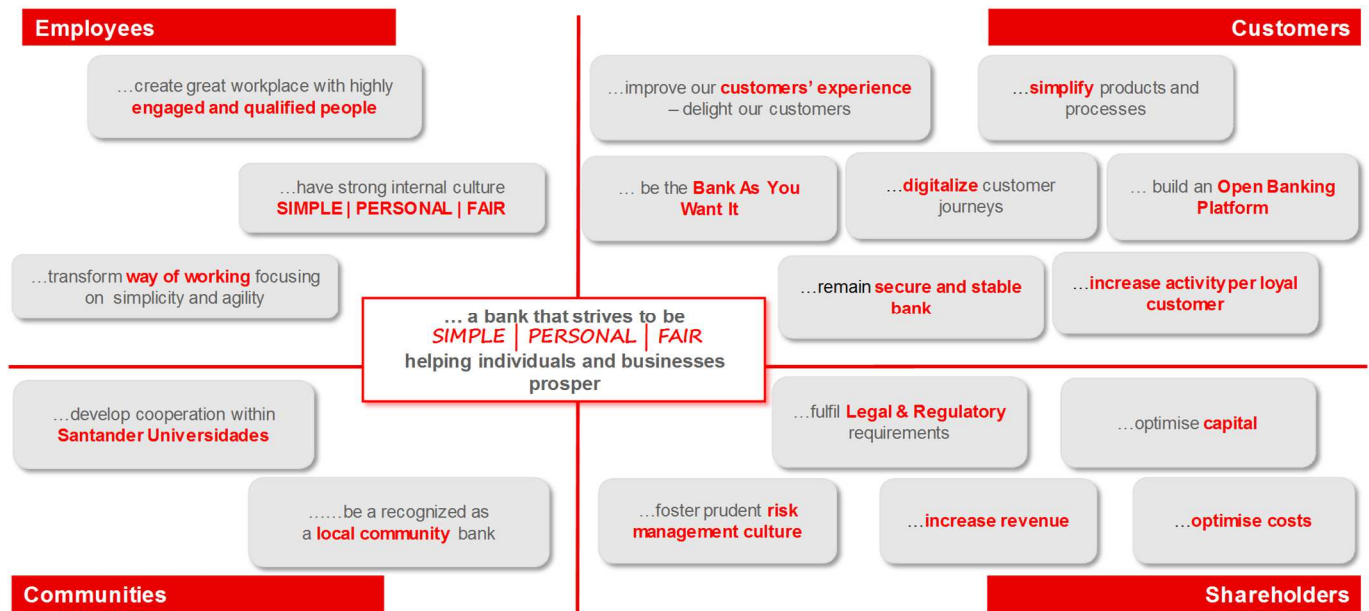 Employees
…create great workplace with highly
engaged and qualified people
…have strong internal culture
SIMPLE | PERSONAL | FAIR
…transform way of working focusing
on simplicity and agility
Customers
…improve our customers’ experience
– delight our customers
…simplify products and
processes
… be the Bank As You
Want It
…digitalize customer
journeys
… build an Open Banking
Platform
…remain secure and stable
bank
…increase activity per loyal
customer
… a bank that strives to be
SIMPLE | PERSONAL | FAIR
helping individuals and businesses
prosper
…develop cooperation within
Santander Universidades
……be a recognized as
a local community bank
Communities
…fulfil Legal & Regulatory
requirements
…optimise capital
…foster prudent risk
management culture
…increase revenue
…optimise costs
Shareholders